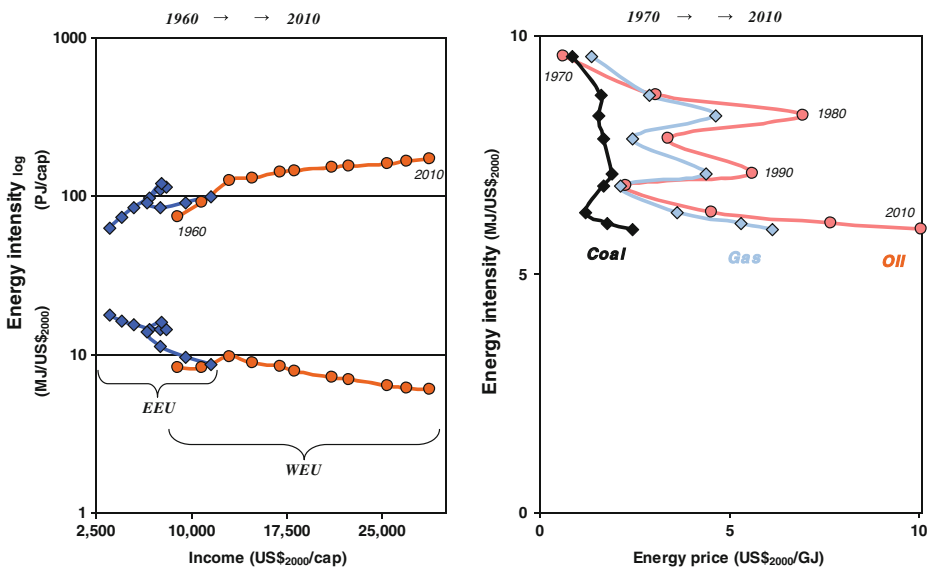 1960 → → 2010
1000
100
10
1
2,500
10,000
17,500
25,000
Energy intensity log
(MJ/US$2000) (PJ/cap)
2010
1960
EEU
WEU
Income (US$2000/cap)
1970 → → 2010
10
5
0
5
10
Energy intensity (MJ/US$2000)
1970
1980
1990
2010
Coal
Gas
Oil
Energy price (US$2000/GJ)